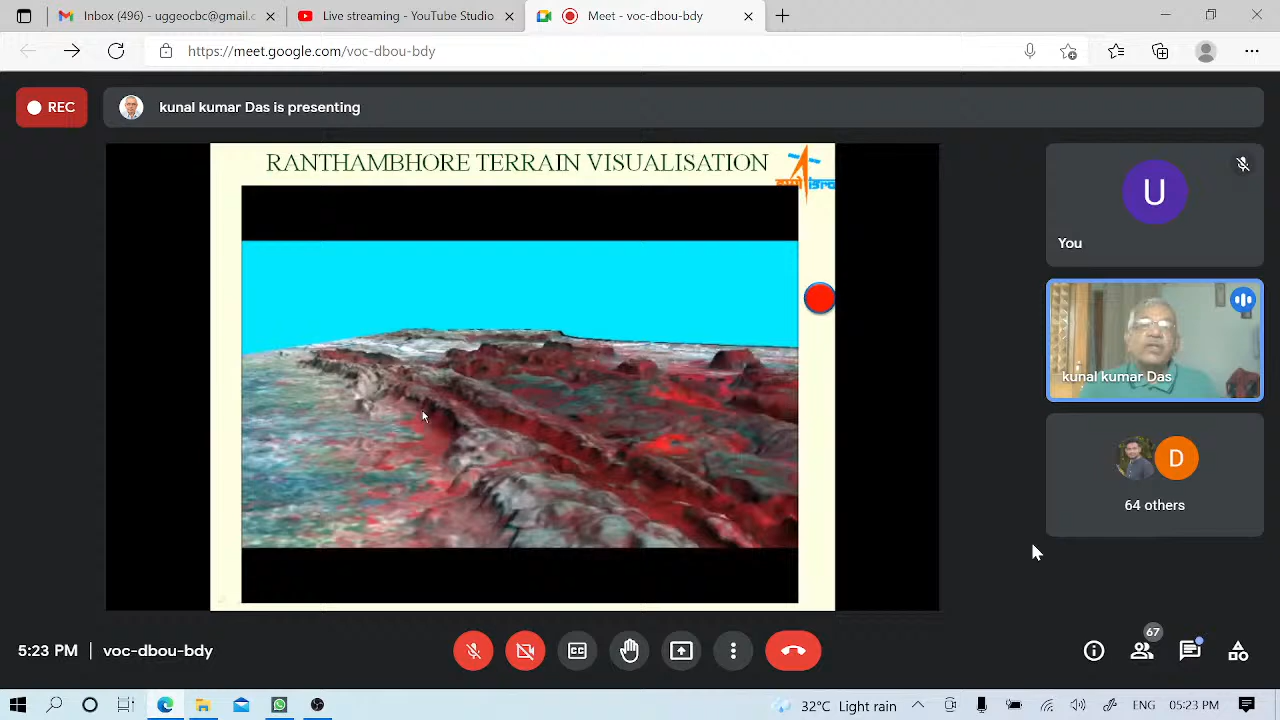 Inbox (496) - uggeocbc@gmail.c
Live streaming - YouTube Studio
Meet - voc-dbou-bdy
https://meet.google.com/voc-dbou-bdy
REC
kunal kumar Das is presenting
RANTHAMBHORE TERRAIN VISUALISATION
U
You
kunal kumar Das
D
64 others
5:23 PM
voc-dbou-bdy
CC
67
32°C Light rain
ENG
05:23 PM